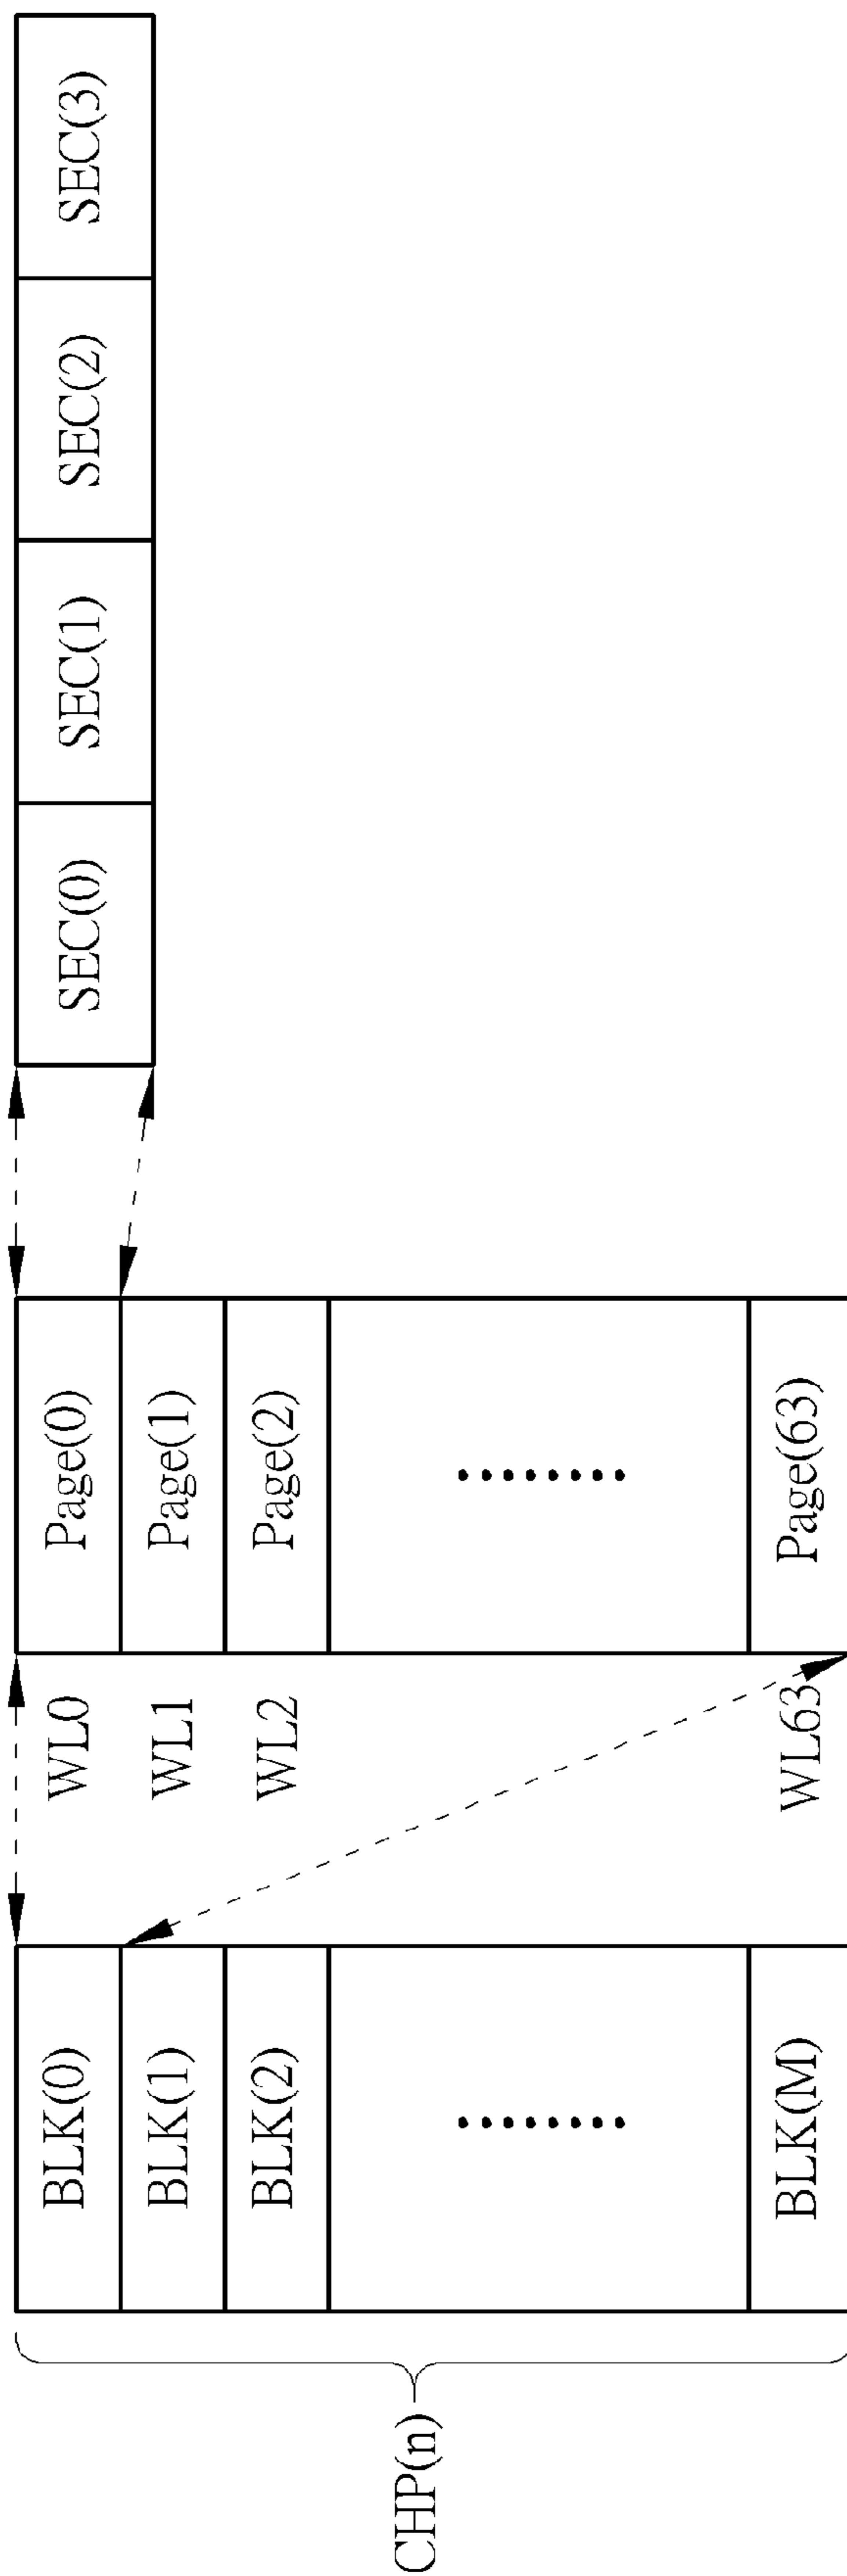 CHP(n)
BLK(0)
BLK(1)
BLK(2)
BLK(M)
WL0
WL1
WL2
WL63
Page(0)
Page(1)
Page(2)
Page(63)
SEC(0)
SEC(1)
SEC(2)
SEC(3)